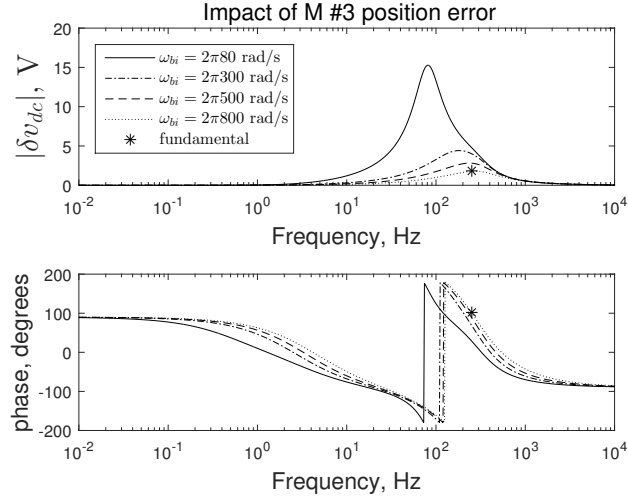 Impact of M #3 position error
|δv_dc|, V
20
15
10
5
0
ω_bi = 2π80 rad/s
ω_bi = 2π300 rad/s
ω_bi = 2π500 rad/s
ω_bi = 2π800 rad/s
fundamental
10^-2 10^-1 10^0 10^1 10^2 10^3 10^4
Frequency, Hz
phase, degrees
200
100
0
-100
-200
10^-2 10^-1 10^0 10^1 10^2 10^3 10^4
Frequency, Hz